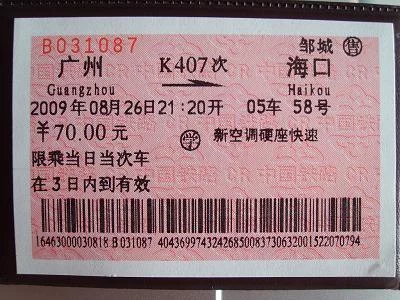 B031087 邹城 售
广州 K407次 海口
Guangzhou Haikou
2009年08月26日21:20开 05车 58号
¥70.00元 学 新空调硬座快速
限乘当日当次车
在3日内到有效
16463000030818 B031087 40436997432426850083730632001522070794